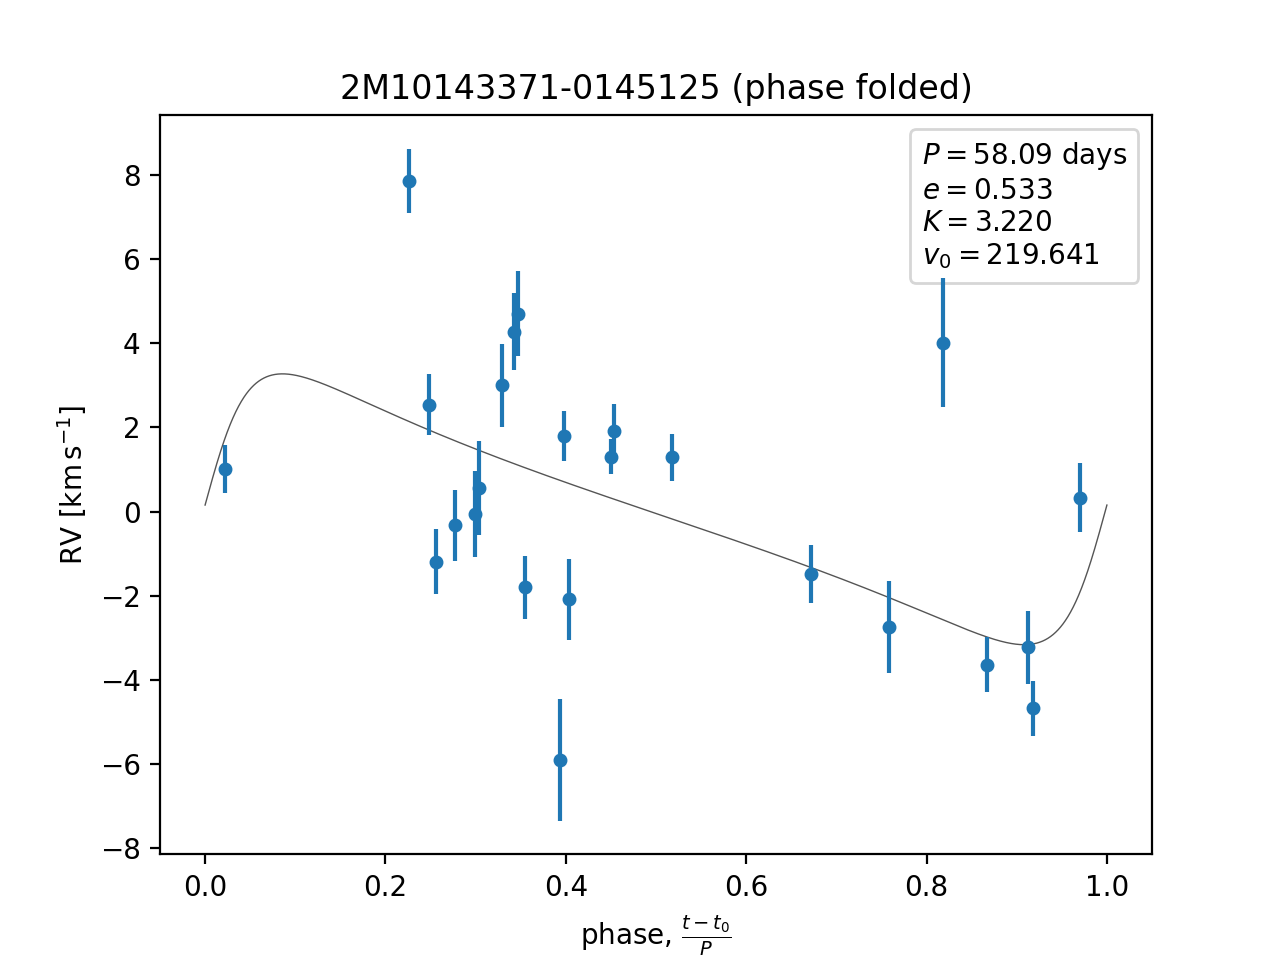 2M10143371-0145125 (phase folded)
P = 58.09 days
e = 0.533
K = 3.220
v₀ = 219.641
RV [km s⁻¹]
8
6
4
2
0
−2
−4
−6
−8
0.0 0.2 0.4 0.6 0.8 1.0
phase, (t − t₀)/P